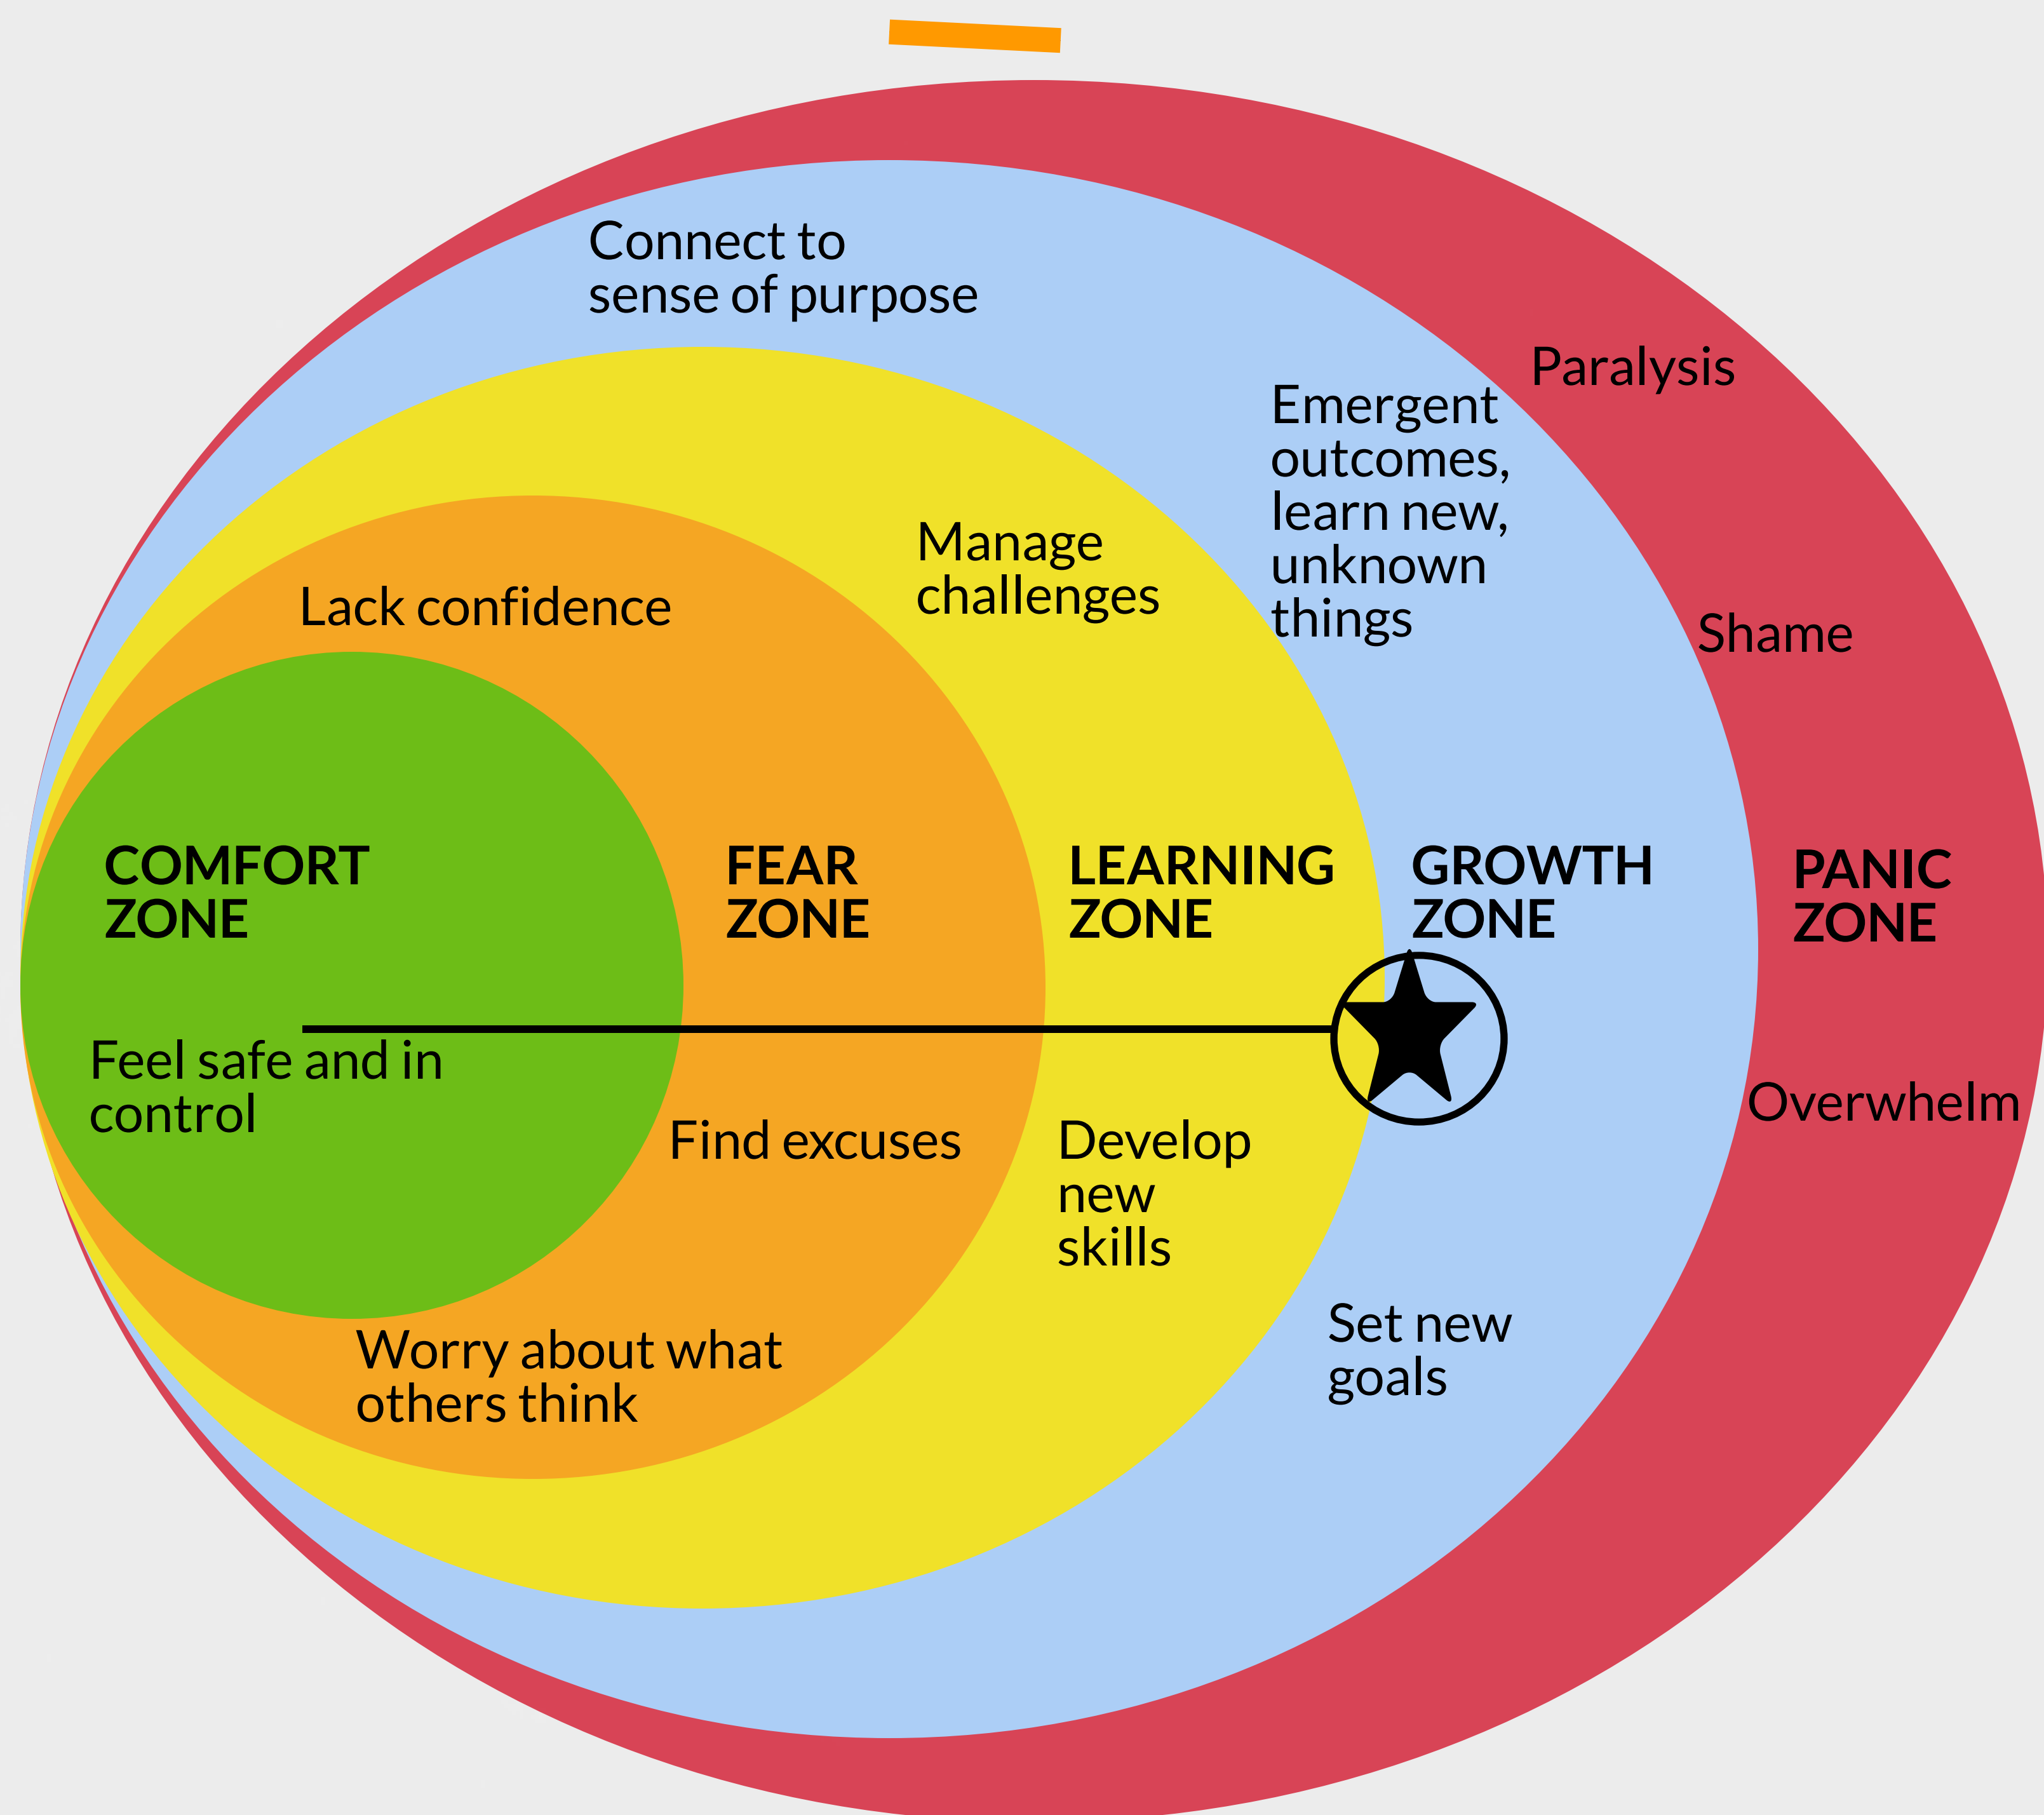 Connect to
sense of purpose
Paralysis
Emergent
outcomes,
learn new,
unknown
things
Manage
challenges
Lack confidence
Shame
COMFORT
ZONE
FEAR
ZONE
LEARNING
ZONE
GROWTH
ZONE
PANIC
ZONE
Feel safe and in
control
Find excuses
Develop
new
skills
Overwhelm
Set new
goals
Worry about what
others think